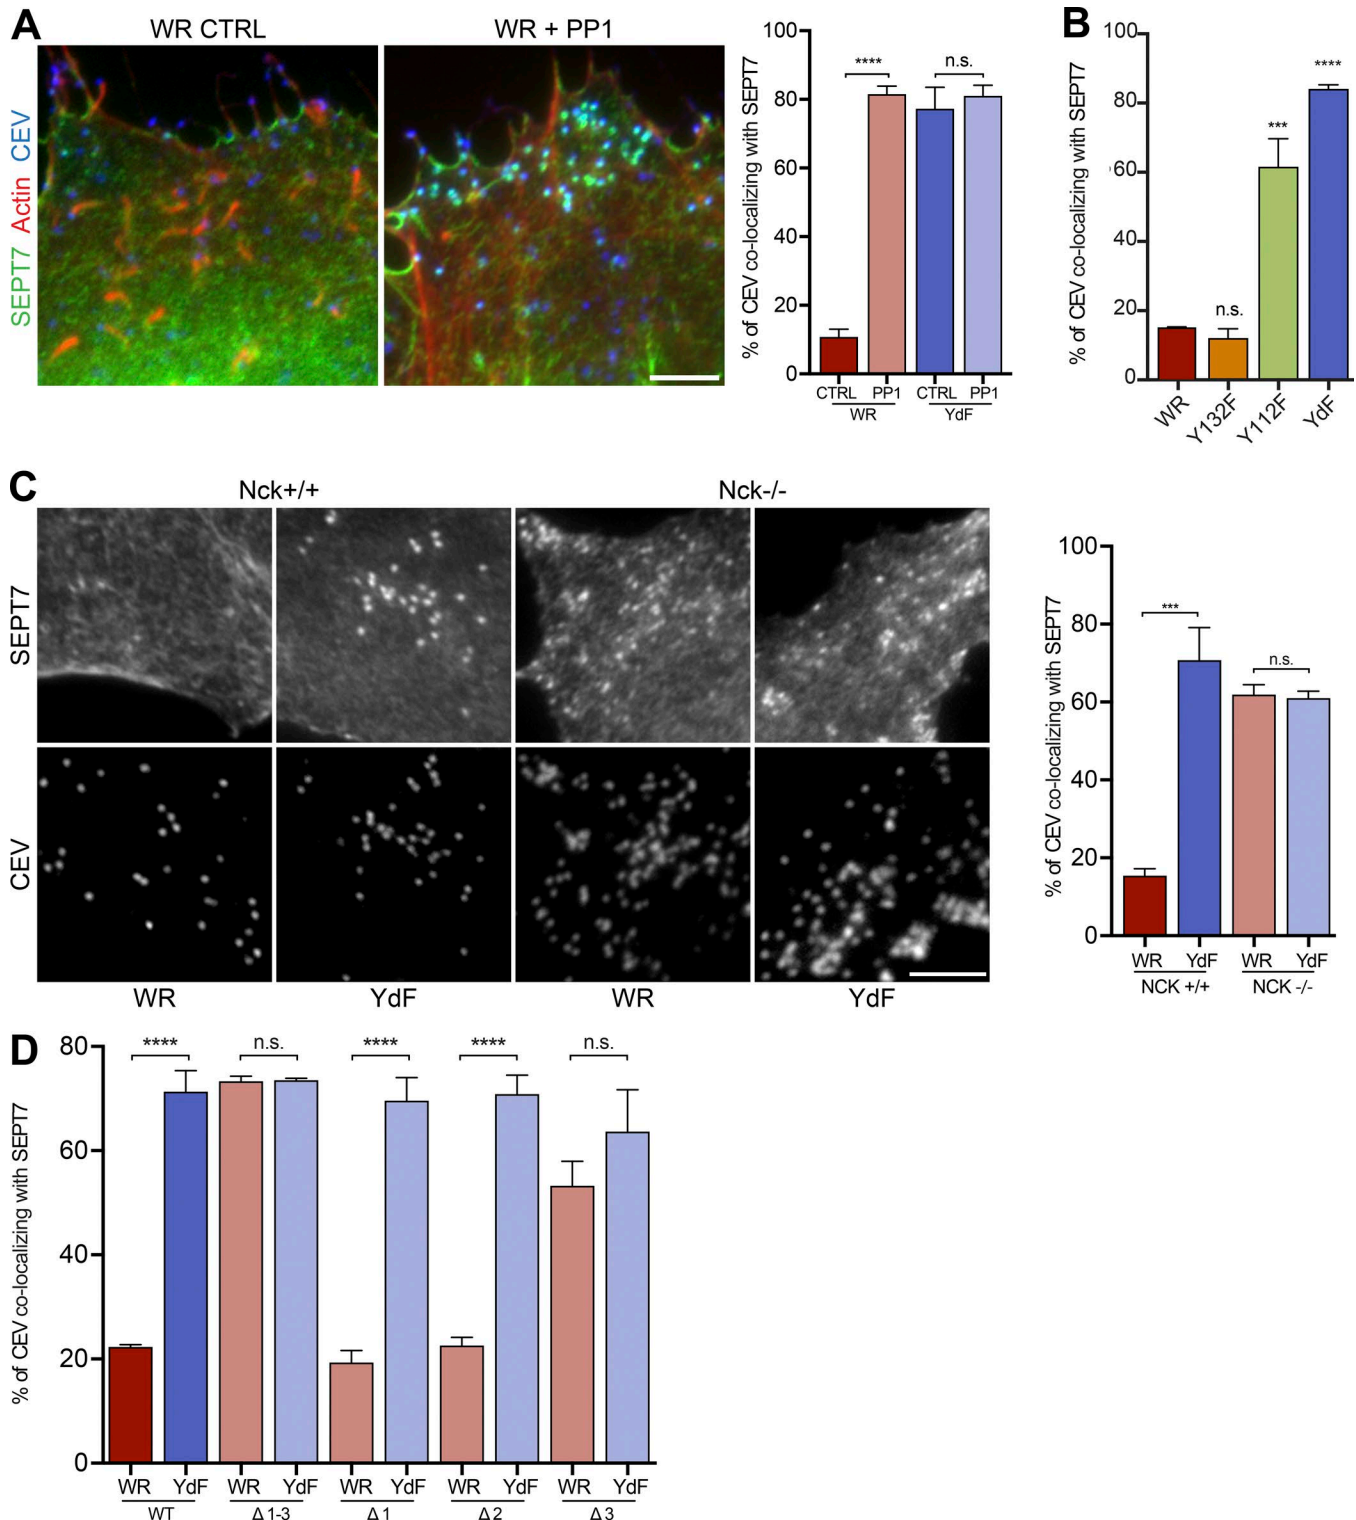 A
WR CTRL
WR + PP1
SEPT7 Actin CEV
% of CEV co-localizing with SEPT7
100
80
60
40
20
0
****
n.s.
CTRL PP1 CTRL PP1
WR YdF
B
% of CEV co-localizing with SEPT7
100
80
60
40
20
0
n.s.
***
****
WR Y132F Y112F YdF
C
Nck+/+
Nck-/-
SEPT7
CEV
WR YdF WR YdF
% of CEV co-localizing with SEPT7
100
80
60
40
20
0
***
n.s.
WR YdF WR YdF
NCK +/+ NCK -/-
D
% of CEV co-localizing with SEPT7
80
60
40
20
0
**** n.s. **** **** n.s.
WR YdF WR YdF WR YdF WR YdF WR YdF
WT Δ1-3 Δ1 Δ2 Δ3